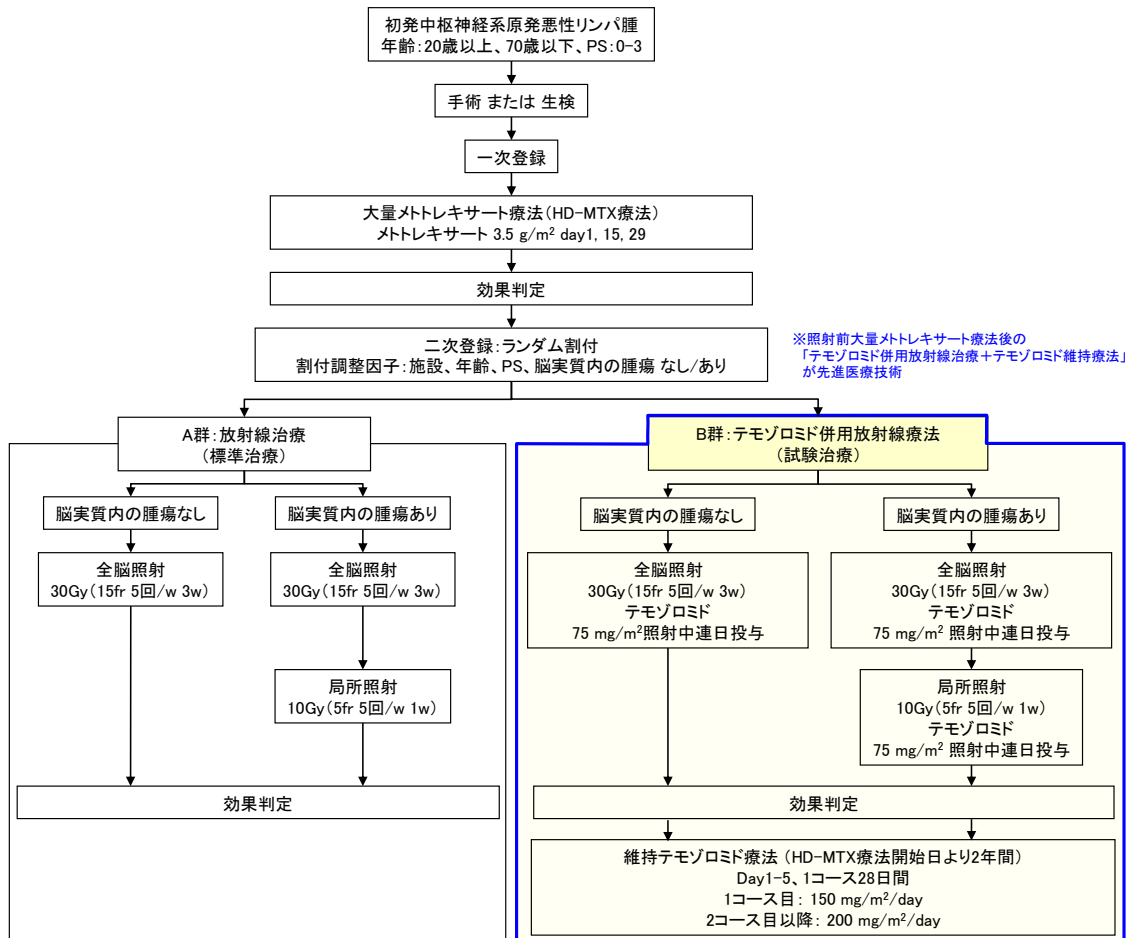 初発中枢神経系原発悪性リンパ腫
年齢：20歳以上、70歳以下、PS：0-3
手術 または 生検
一次登録
大量メトトレキサート療法（HD-MTX療法）
メトトレキサート 3.5 g/m² day1, 15, 29
効果判定
二次登録：ランダム割付
割付調整因子：施設、年齢、PS、脳実質内の腫瘍 なし/あり
※照射前大量メトトレキサート療法後の
「テモゾロミド併用放射線治療＋テモゾロミド維持療法」
が先進医療技術
A群：放射線治療
（標準治療）
脳実質内の腫瘍なし
脳実質内の腫瘍あり
全脳照射
30Gy（15fr 5回/w 3w）
全脳照射
30Gy（15fr 5回/w 3w）
局所照射
10Gy（5fr 5回/w 1w）
効果判定
B群：テモゾロミド併用放射線療法
（試験治療）
脳実質内の腫瘍なし
脳実質内の腫瘍あり
全脳照射
30Gy（15fr 5回/w 3w）
テモゾロミド
75 mg/m²照射中連日投与
全脳照射
30Gy（15fr 5回/w 3w）
テモゾロミド
75 mg/m² 照射中連日投与
局所照射
10Gy（5fr 5回/w 1w）
テモゾロミド
75 mg/m² 照射中連日投与
効果判定
維持テモゾロミド療法 （HD-MTX療法開始日より2年間）
Day1-5、1コース28日間
1コース目： 150 mg/m²/day
2コース目以降： 200 mg/m²/day